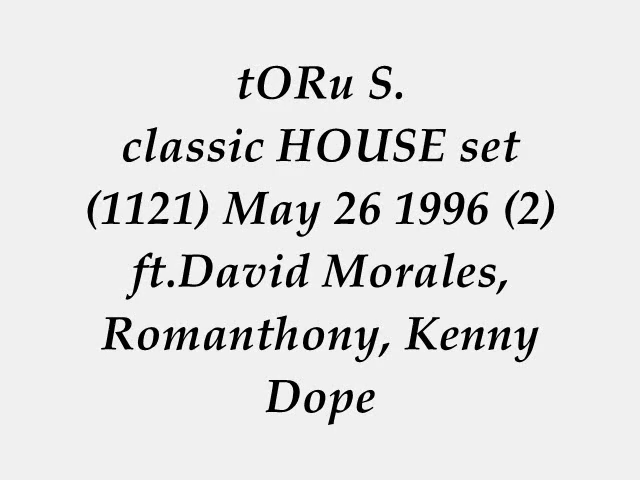 tORu S.
classic HOUSE set
(1121) May 26 1996 (2)
ft.David Morales,
Romanthony, Kenny
Dope